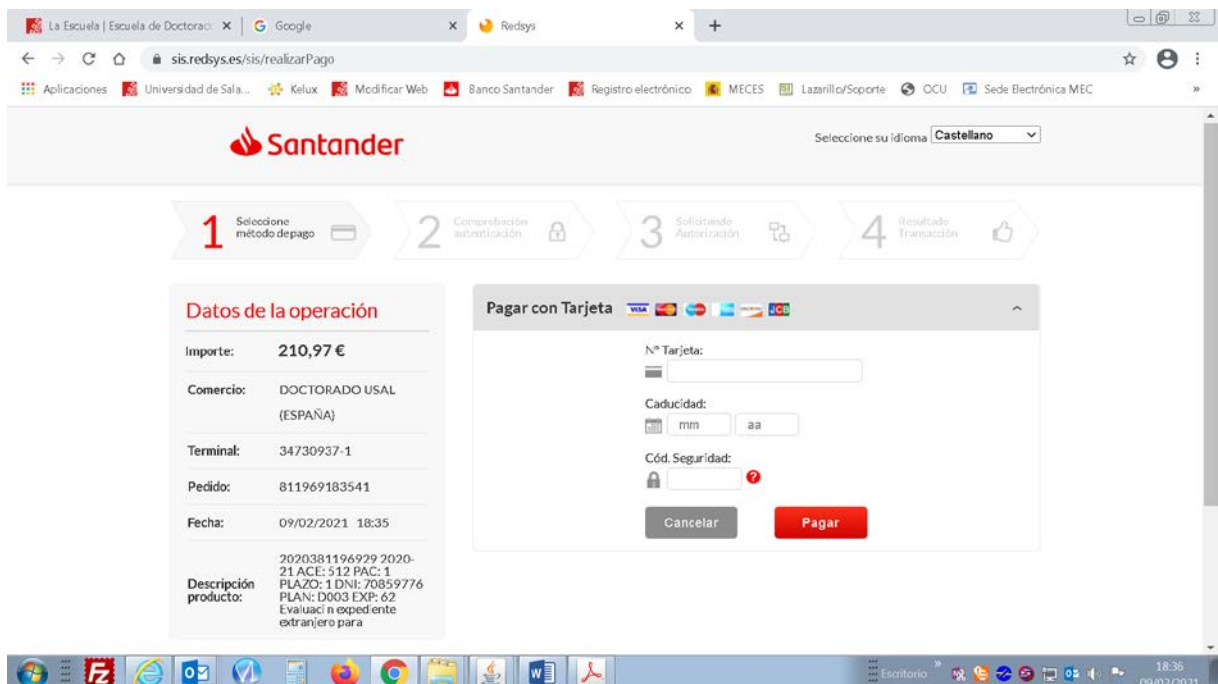 La Escuela | Escuela de Doctorad
Google
Redsys
sis.redsys.es/sis/realizarPago
Aplicaciones
Universidad de Sala...
Kelux
Modificar Web
Banco Santander
Registro electrónico
MECES
Lazarillo/Soporte
OCU
Sede Electrónica MEC
»
Santander
Seleccione su idioma Castellano
1 Seleccione
método de pago
2 Comprobación
autenticación
3 Solicitando
Autorización
4 Resultado
Transacción
Datos de la operación
Importe: 210,97 €
Comercio: DOCTORADO USAL
(ESPAÑA)
Terminal: 34730937-1
Pedido: 811969183541
Fecha: 09/02/2021 18:35
Descripción
producto:
2020381196929 2020-
21 ACE: 512 PAC: 1
PLAZO: 1 DNI: 70859776
PLAN: D003 EXP: 62
Evaluaci n expediente
extranjero para
Pagar con Tarjeta VISA JCB
Nº Tarjeta:
Caducidad:
mm aa
Cód. Seguridad:
?
Cancelar Pagar
Escritorio »
18:36
09/02/2021